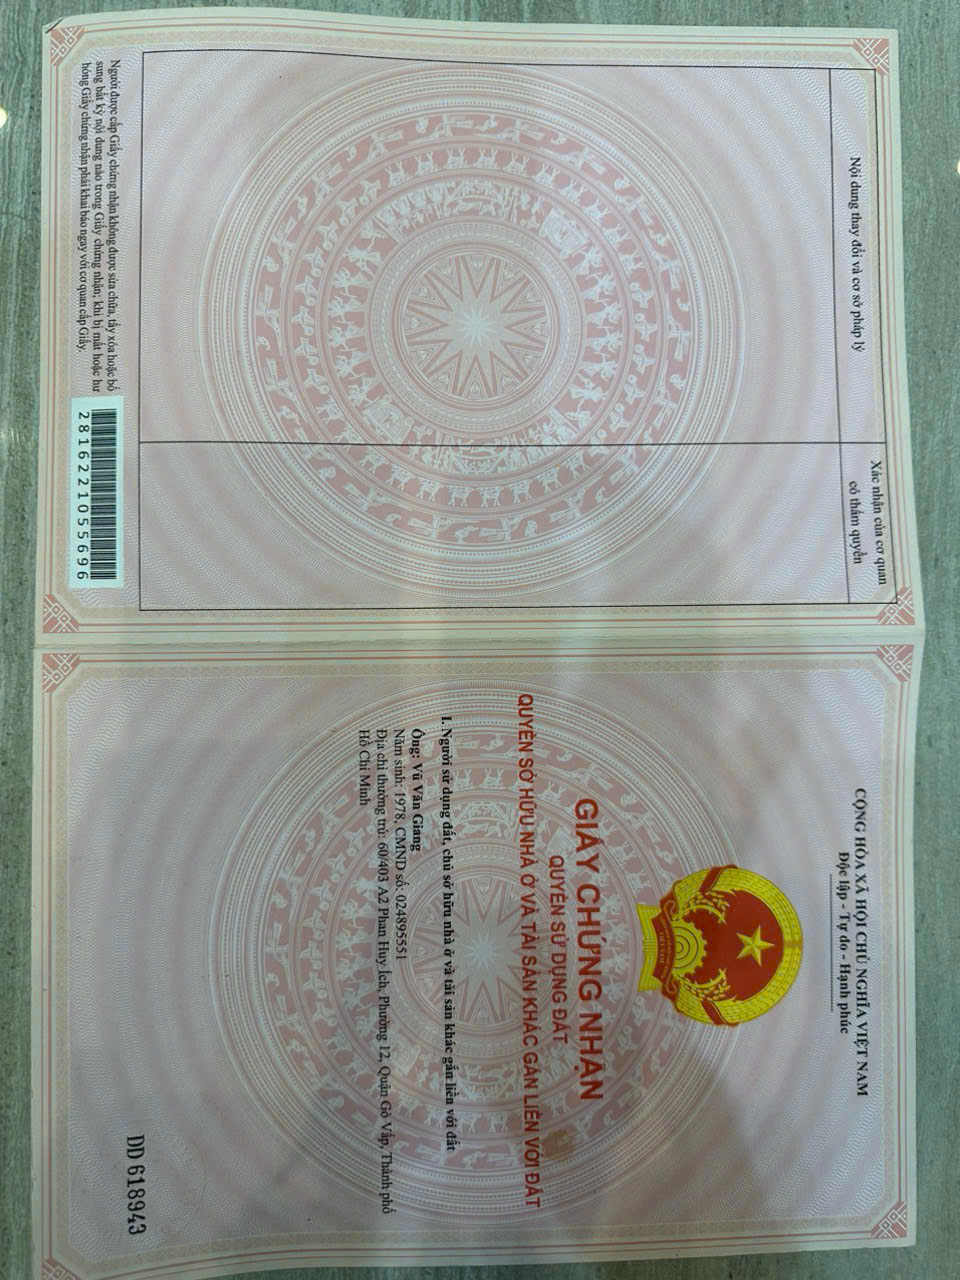 Nội dung thay đổi và cơ sở pháp lý
Xác nhận của cơ quan
có thẩm quyền
Người được cấp Giấy chứng nhận không được sửa chữa, tẩy xóa hoặc bổ
sung bất kỳ nội dung nào trong Giấy chứng nhận; khi bị mất hoặc hư
hỏng Giấy chứng nhận phải khai báo ngay với cơ quan cấp Giấy.
281622105569​6
CỘNG HÒA XÃ HỘI CHỦ NGHĨA VIỆT NAM
Độc lập - Tự do - Hạnh phúc
GIẤY CHỨNG NHẬN
QUYỀN SỬ DỤNG ĐẤT
QUYỀN SỞ HỮU NHÀ Ở VÀ TÀI SẢN KHÁC GẮN LIỀN VỚI ĐẤT
I. Người sử dụng đất, chủ sở hữu nhà ở và tài sản khác gắn liền với đất
Ông: Vũ Văn Giang
Năm sinh: 1978, CMND số: 024895551
Địa chỉ thường trú: 60/403 A2 Phan Huy Ích, Phường 12, Quận Gò Vấp, Thành phố
Hồ Chí Minh
DD 618943